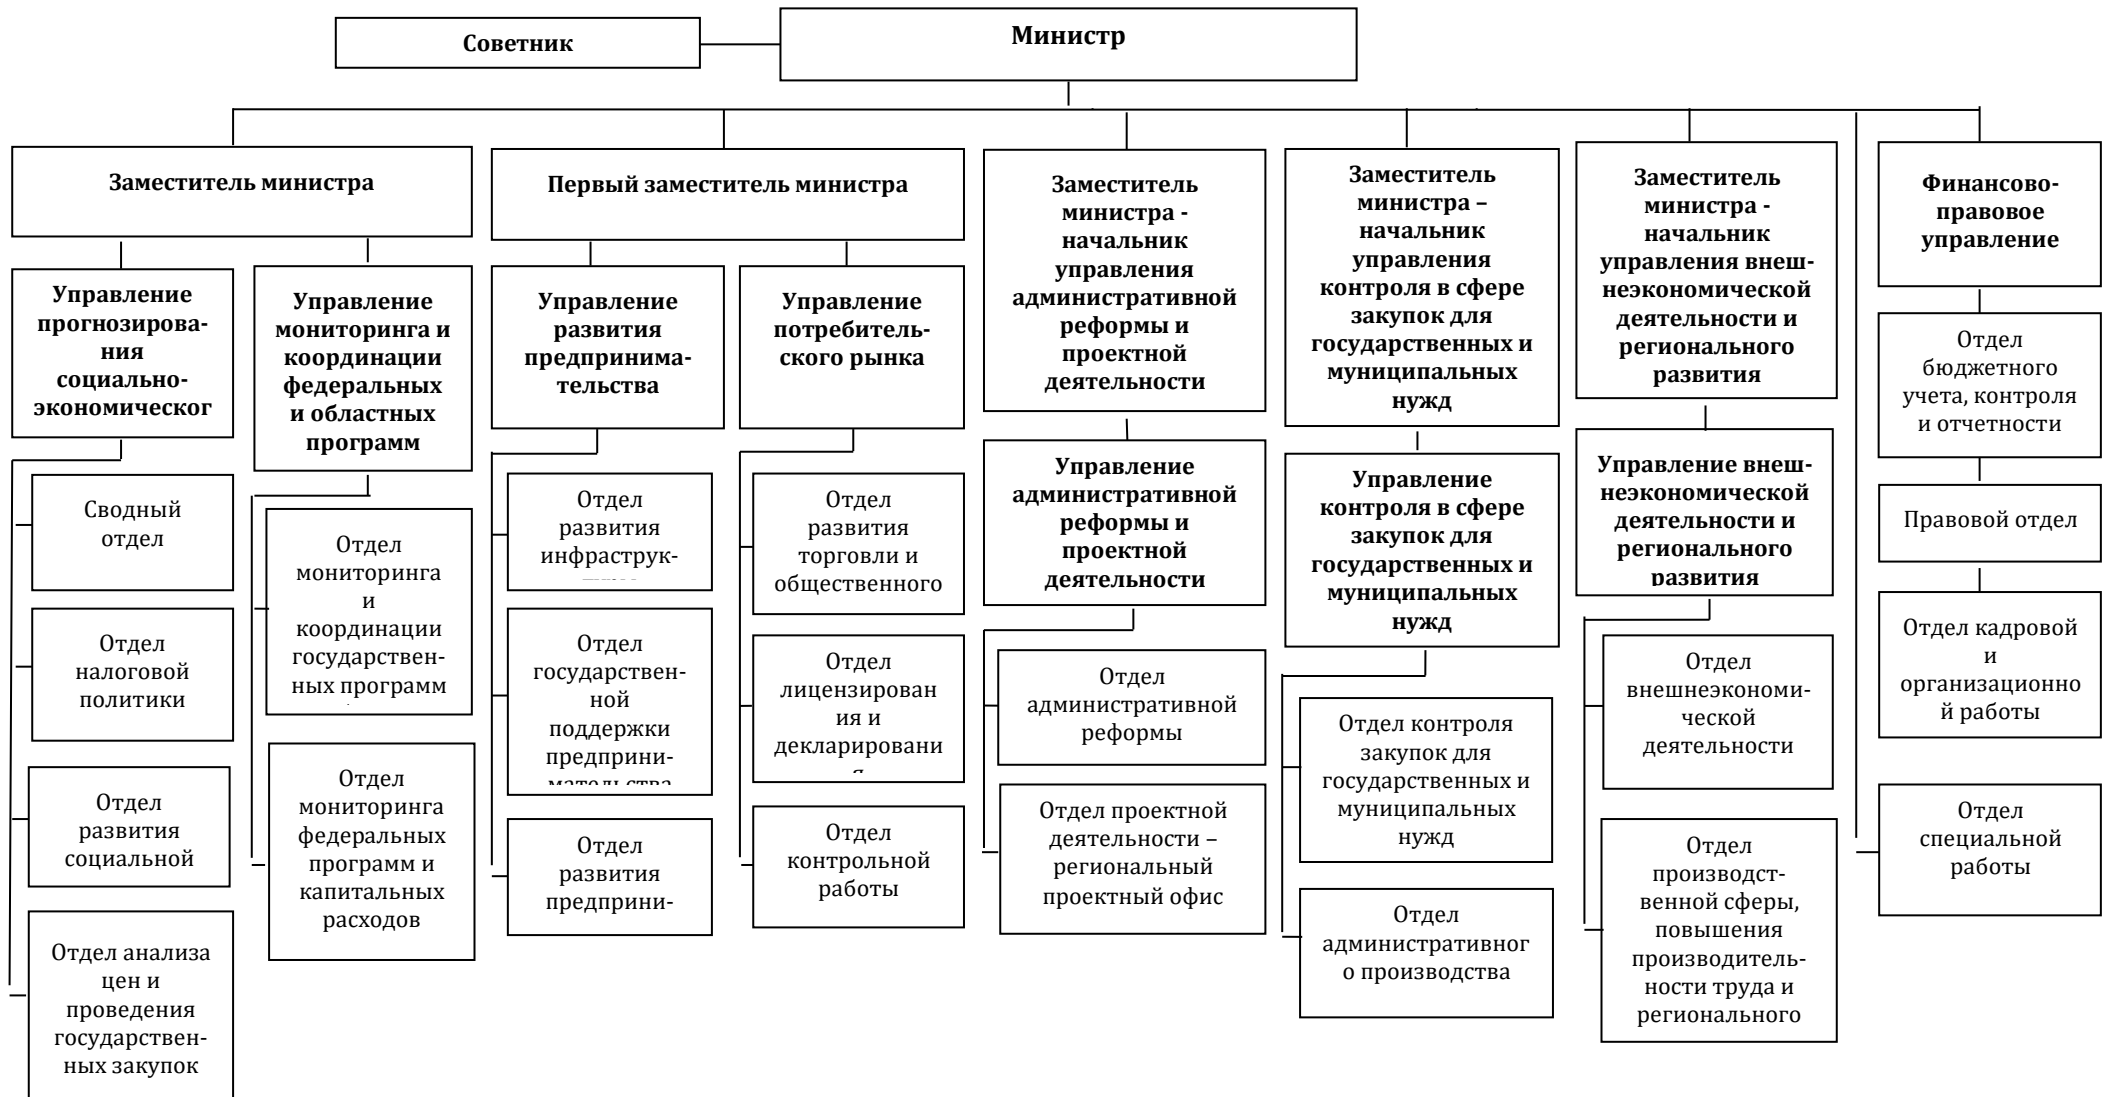 Советник
Министр
Заместитель министра
Первый заместитель министра
Заместитель
министра -
начальник
управления
административной
реформы и
проектной
деятельности
Заместитель
министра –
начальник
управления
контроля в сфере
закупок для
государственных и
муниципальных
нужд
Заместитель
министра -
начальник
управления внеш-
неэкономической
деятельности и
регионального
развития
Финансово-
правовое
управление
Управление
прогнозирова-
ния
социально-
экономическог
Управление
мониторинга и
координации
федеральных
и областных
программ
Управление
развития
предпринима-
тельства
Управление
потребитель-
ского рынка
Управление
административной
реформы и
проектной
деятельности
Управление
контроля в сфере
закупок для
государственных и
муниципальных
нужд
Управление внеш-
неэкономической
деятельности и
регионального
развития
Отдел
бюджетного
учета, контроля
и отчетности
Правовой отдел
Отдел кадровой
и
организационно
й работы
Отдел
специальной
работы
Сводный
отдел
Отдел
налоговой
политики
Отдел
развития
социальной
Отдел анализа
цен и
проведения
государствен-
ных закупок
Отдел
мониторинга
и
координации
государствен-
ных программ
Отдел
мониторинга
федеральных
программ и
капитальных
расходов
Отдел
развития
инфраструк-
Отдел
государствен-
ной
поддержки
предприни-
мательства
Отдел
развития
предприни-
Отдел
развития
торговли и
общественного
Отдел
лицензирован
ия и
декларировани
я
Отдел
контрольной
работы
Отдел
административной
реформы
Отдел проектной
деятельности –
региональный
проектный офис
Отдел контроля
закупок для
государственных и
муниципальных
нужд
Отдел
административног
о производства
Отдел
внешнеэкономи-
ческой
деятельности
Отдел
производст-
венной сферы,
повышения
производитель-
ности труда и
регионального